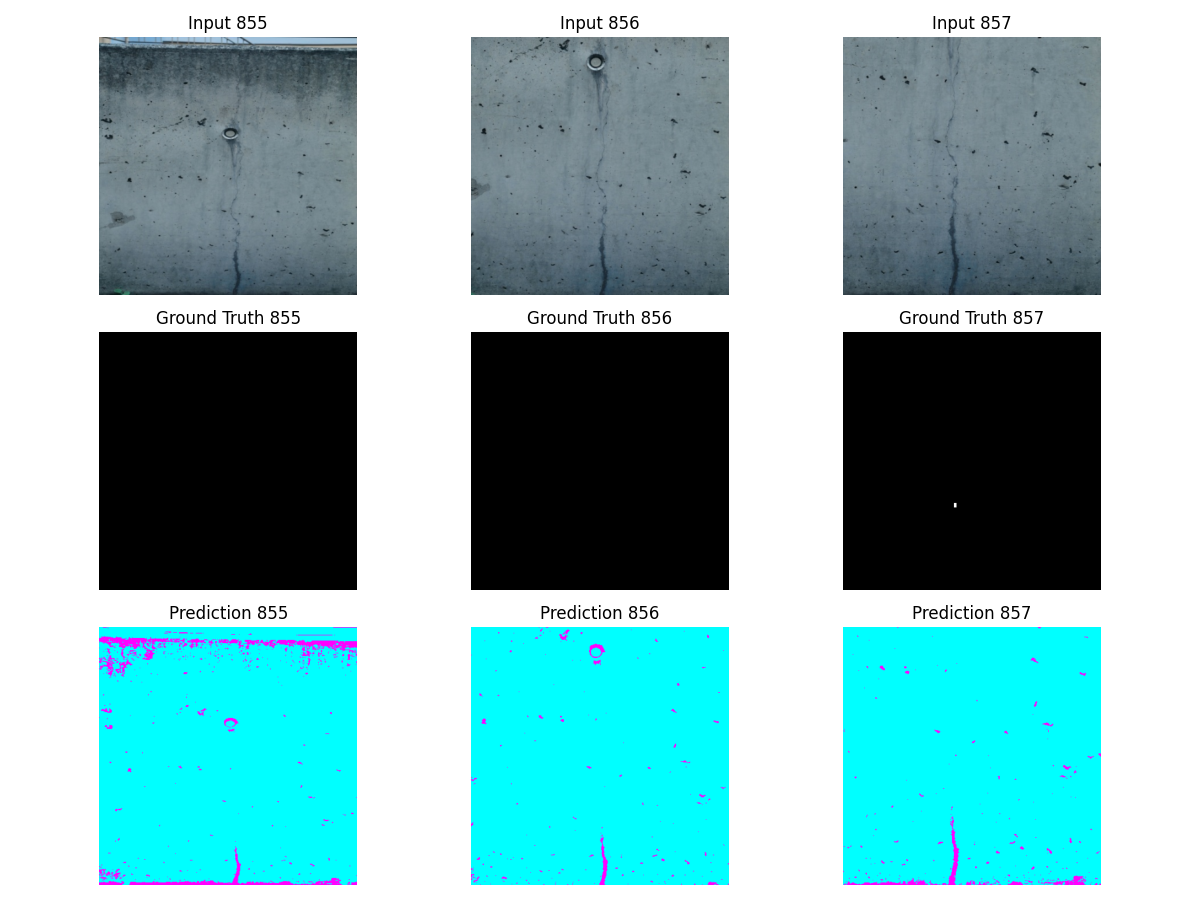 Input 855
Input 856
Input 857
Ground Truth 855
Ground Truth 856
Ground Truth 857
Prediction 855
Prediction 856
Prediction 857